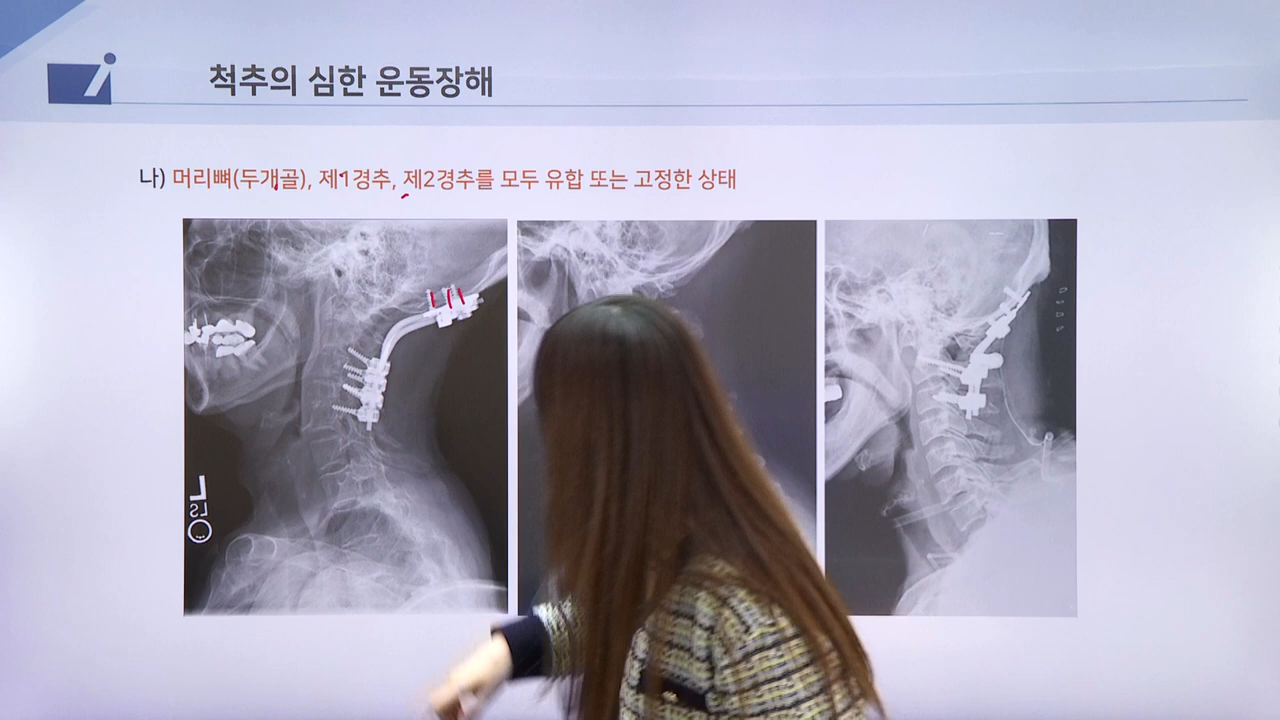 척추의 심한 운동장해
나) 머리뼈(두개골), 제1경추, 제2경추를 모두 유합 또는 고정한 상태
L